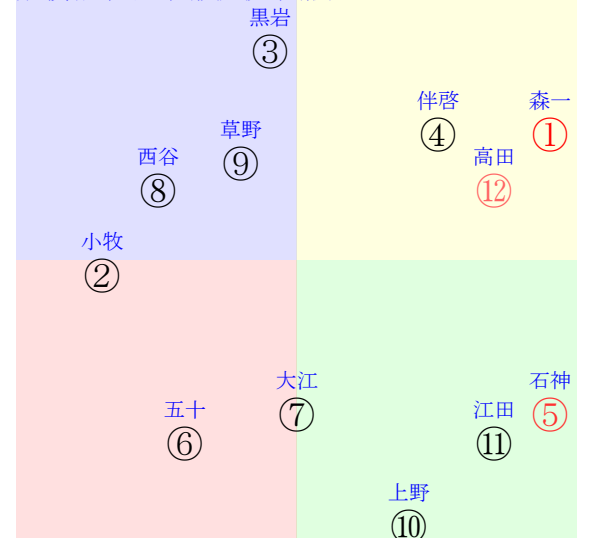 黒岩
③
伴啓
④
森一
①
草野
⑨
西谷
⑧
高田
⑫
小牧
②
大江
⑦
石神
⑤
五十
⑥
江田
⑪
上野
⑩